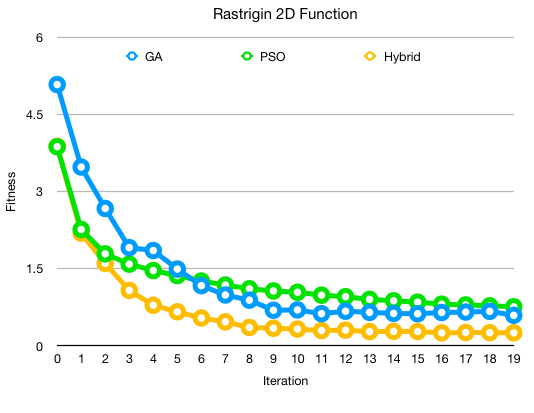 Rastrigin 2D Function
6
GA PSO Hybrid
4.5
Fitness
3
1.5
0
0 1 2 3 4 5 6 7 8 9 10 11 12 13 14 15 16 17 18 19
Iteration